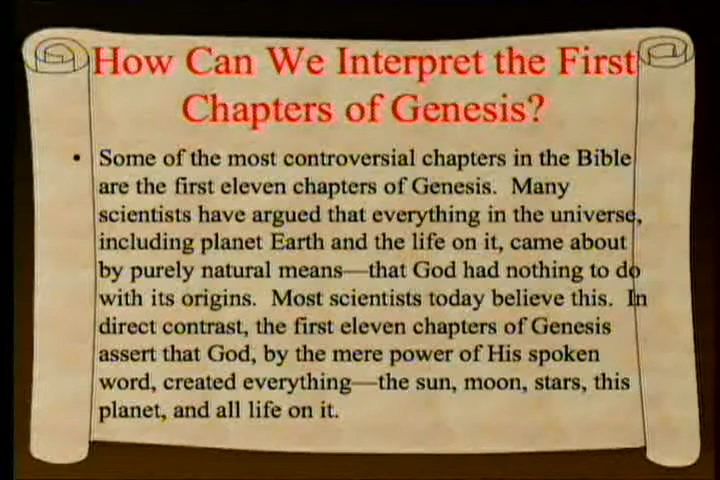 How Can We Interpret the First
Chapters of Genesis?
• Some of the most controversial chapters in the Bible
are the first eleven chapters of Genesis.  Many
scientists have argued that everything in the universe,
including planet Earth and the life on it, came about
by purely natural means—that God had nothing to do
with its origins.  Most scientists today believe this.  In
direct contrast, the first eleven chapters of Genesis
assert that God, by the mere power of His spoken
word, created everything—the sun, moon, stars, this
planet, and all life on it.